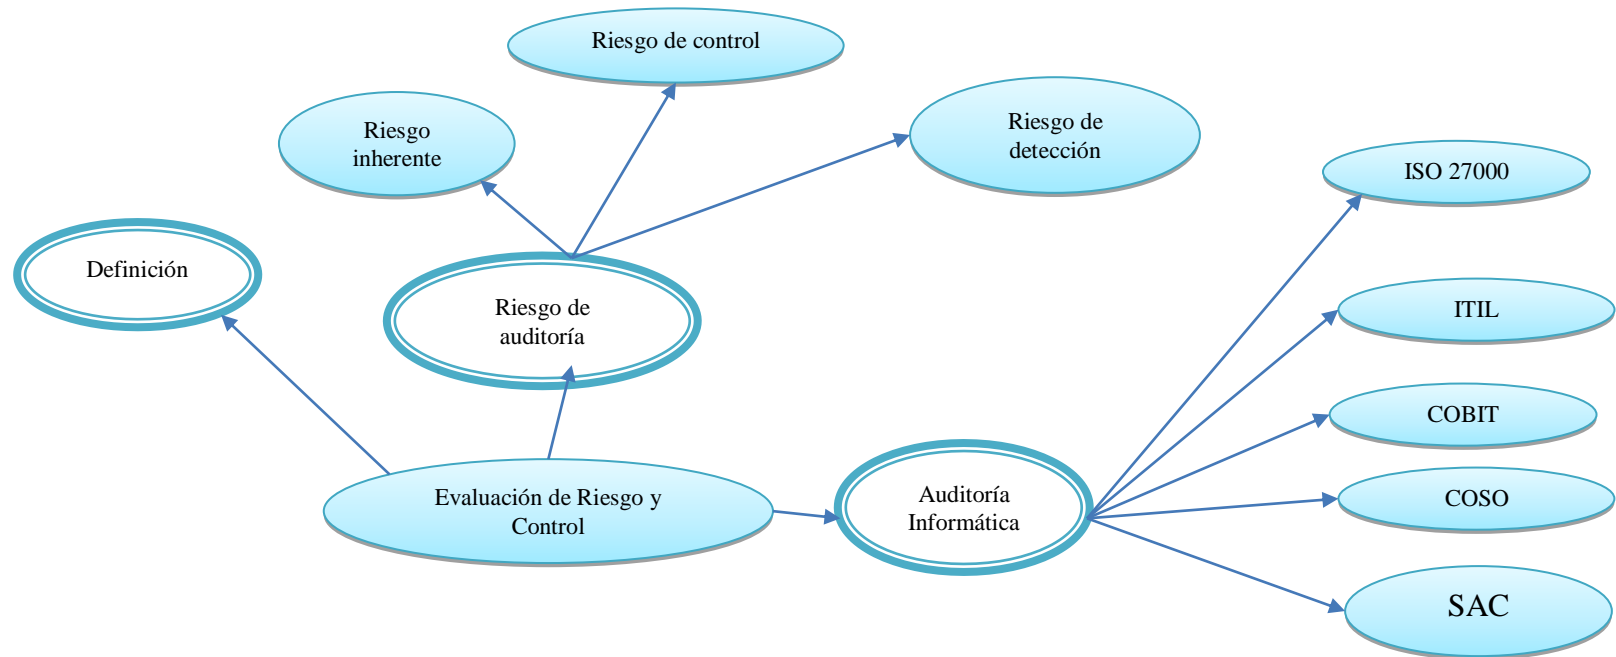 Riesgo de control
Riesgo
inherente
Riesgo de
detección
ISO 27000
Definición
Riesgo de
auditoría
ITIL
COBIT
Evaluación de Riesgo y
Control
Auditoría
Informática
COSO
SAC